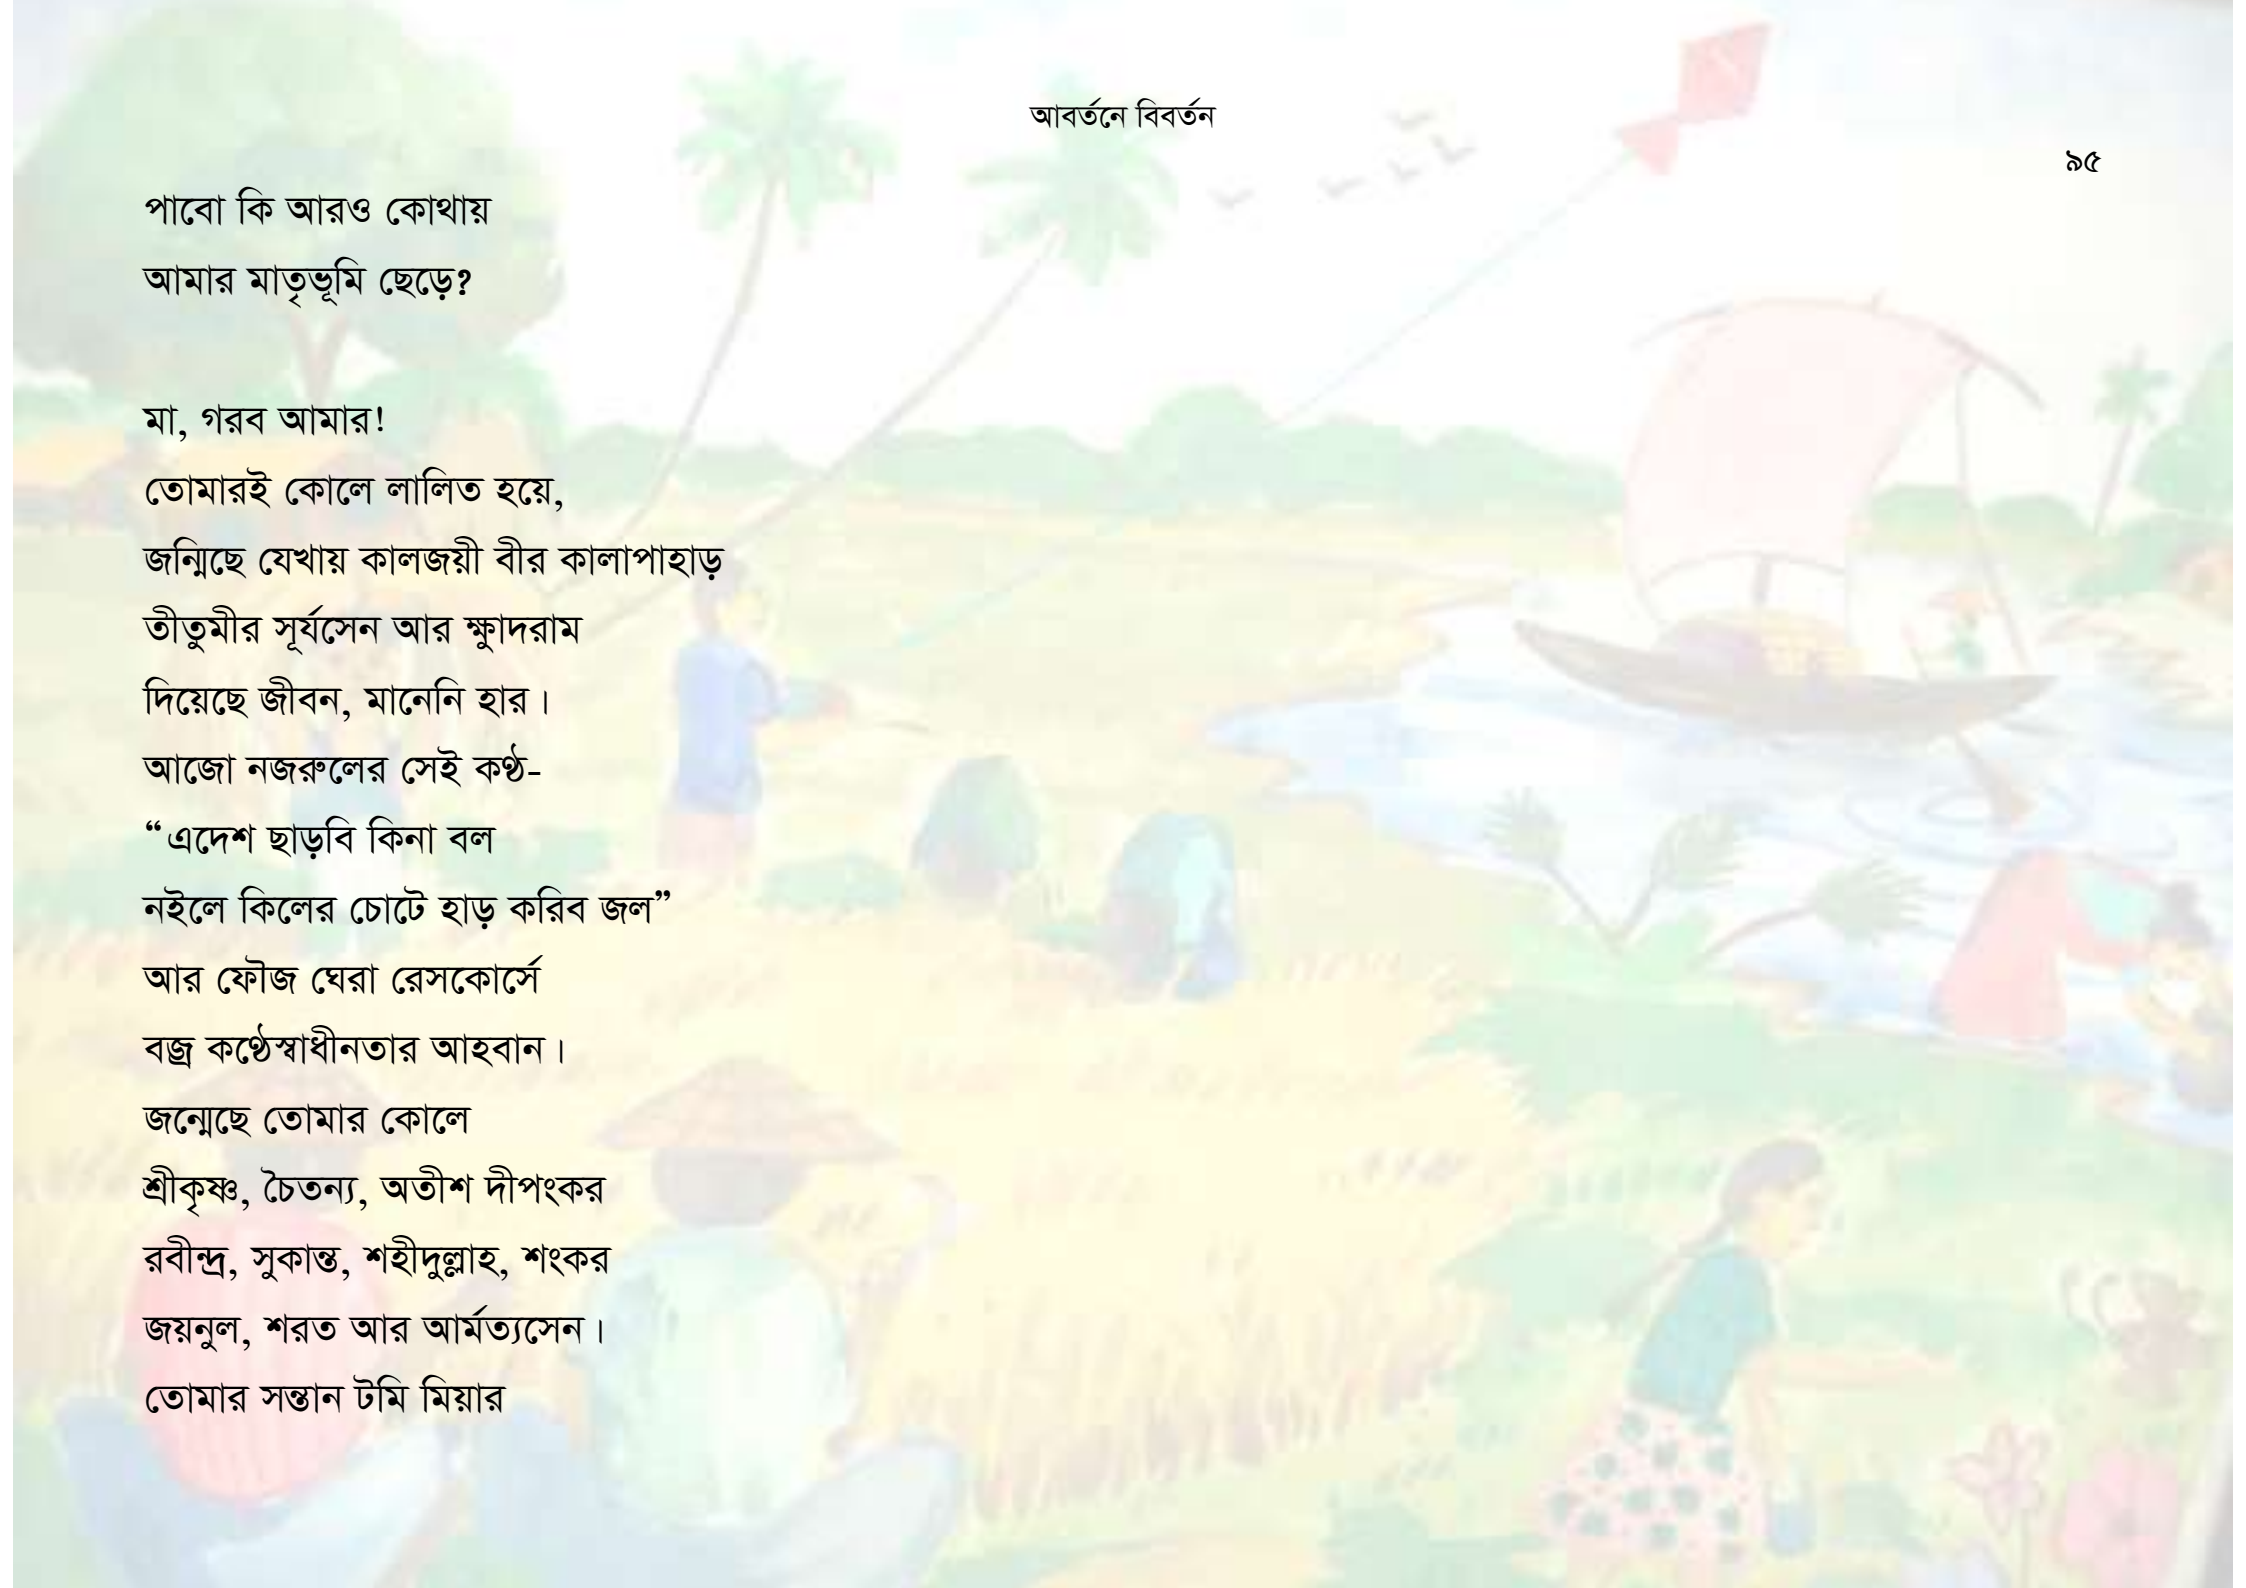 আবর্তনে বিবর্তন
৯৫
পাবো কি আরও কোথায়
আমার মাতৃভূমি ছেড়ে?
মা, গরব আমার!
তোমারই কোলে লালিত হয়ে,
জন্মিছে যেখায় কালজয়ী বীর কালাপাহাড়
তীতুমীর সূর্যসেন আর ক্ষুাদরাম
দিয়েছে জীবন, মানেনি হার।
আজো নজরুলের সেই কণ্ঠ-
“এদেশ ছাড়বি কিনা বল
নইলে কিলের চোটে হাড় করিব জল”
আর ফৌজ ঘেরা রেসকোর্সে
বজ্র কণ্ঠেস্বাধীনতার আহবান।
জন্মেছে তোমার কোলে
শ্রীকৃষ্ণ, চৈতন্য, অতীশ দীপংকর
রবীন্দ্র, সুকান্ত, শহীদুল্লাহ, শংকর
জয়নুল, শরত আর আর্মত্যসেন।
তোমার সন্তান টমি মিয়ার